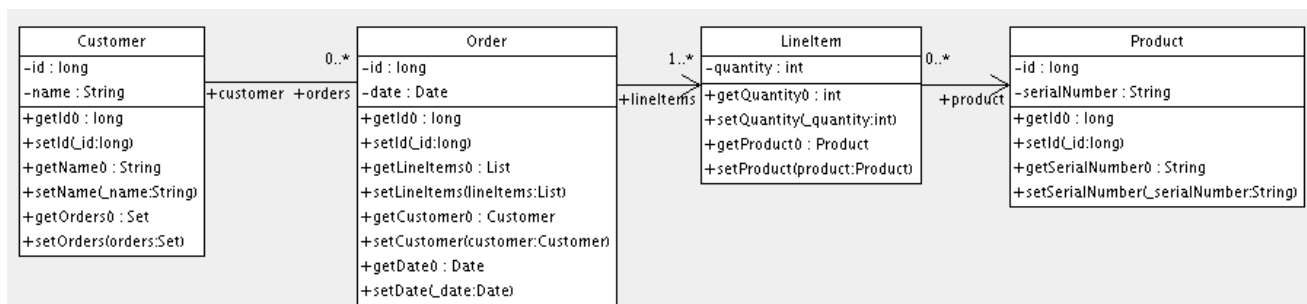 Customer
-id : long
-name : String
+getId() : long
+setId(_id:long)
+getName() : String
+setName(_name:String)
+getOrders() : Set
+setOrders(orders:Set)
0..*
+customer +orders
Order
-id : long
-date : Date
+getId() : long
+setId(_id:long)
+getLineItems() : List
+setLineItems(lineItems:List)
+getCustomer() : Customer
+setCustomer(customer:Customer)
+getDate() : Date
+setDate(_date:Date)
1..*
+lineItems
LineItem
-quantity : int
+getQuantity() : int
+setQuantity(_quantity:int)
+getProduct() : Product
+setProduct(product:Product)
0..*
+product
Product
-id : long
-serialNumber : String
+getId() : long
+setId(_id:long)
+getSerialNumber() : String
+setSerialNumber(_serialNumber:String)